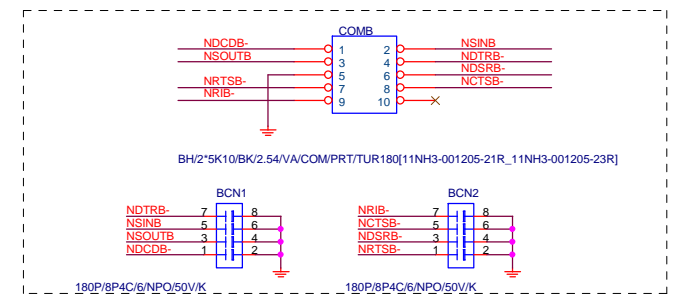 COMB
NDCDB- 1 2 NSINB
NSOUTB 3 4 NDTRB-
5 6 NDSRB-
NRTSB- 7 8 NCTSB-
NRIB- 9 10
BH/2*5K10/BK/2.54/VA/COM/PRT/TUR180[11NH3-001205-21R_11NH3-001205-23R]
BCN1
NDTRB- 7 8
NSINB 5 6
NSOUTB 3 4
NDCDB- 1 2
180P/8P4C/6/NPO/50V/K
BCN2
NRIB- 7 8
NCTSB- 5 6
NDSRB- 3 4
NRTSB- 1 2
180P/8P4C/6/NPO/50V/K